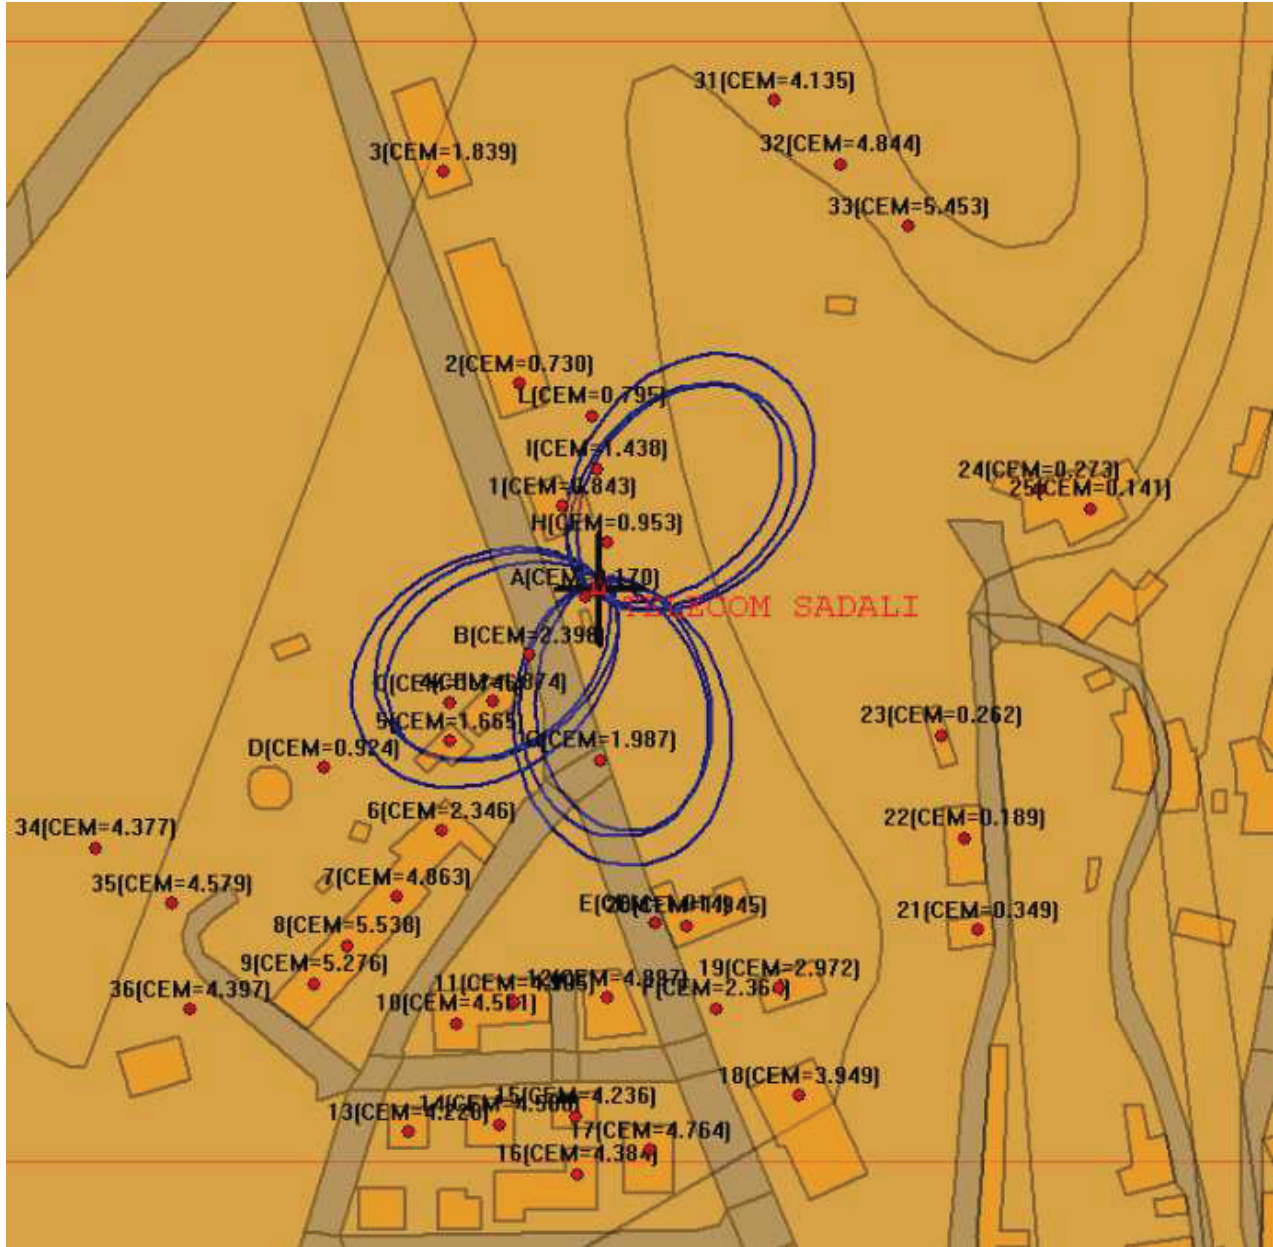 31(CEM=4.135)
32(CEM=4.844)
3(CEM=1.839)
33(CEM=5.453)
2(CEM=0.730)
L(CEM=0.795)
I(CEM=1.438)
24(CEM=0.273)
1(CEM=0.843)
25(CEM=0.141)
H(CEM=0.953)
A(CEM=0.170)
TELECOM SADALI
B(CEM=2.398)
5(CEM=1.665)
23(CEM=0.262)
G(CEM=1.987)
D(CEM=0.924)
6(CEM=2.346)
34(CEM=4.377)
22(CEM=0.189)
7(CEM=4.863)
35(CEM=4.579)
21(CEM=0.349)
8(CEM=5.538)
9(CEM=5.276)
19(CEM=2.972)
36(CEM=4.397)
18(CEM=3.949)
15(CEM=4.236)
17(CEM=4.764)
16(CEM=4.384)